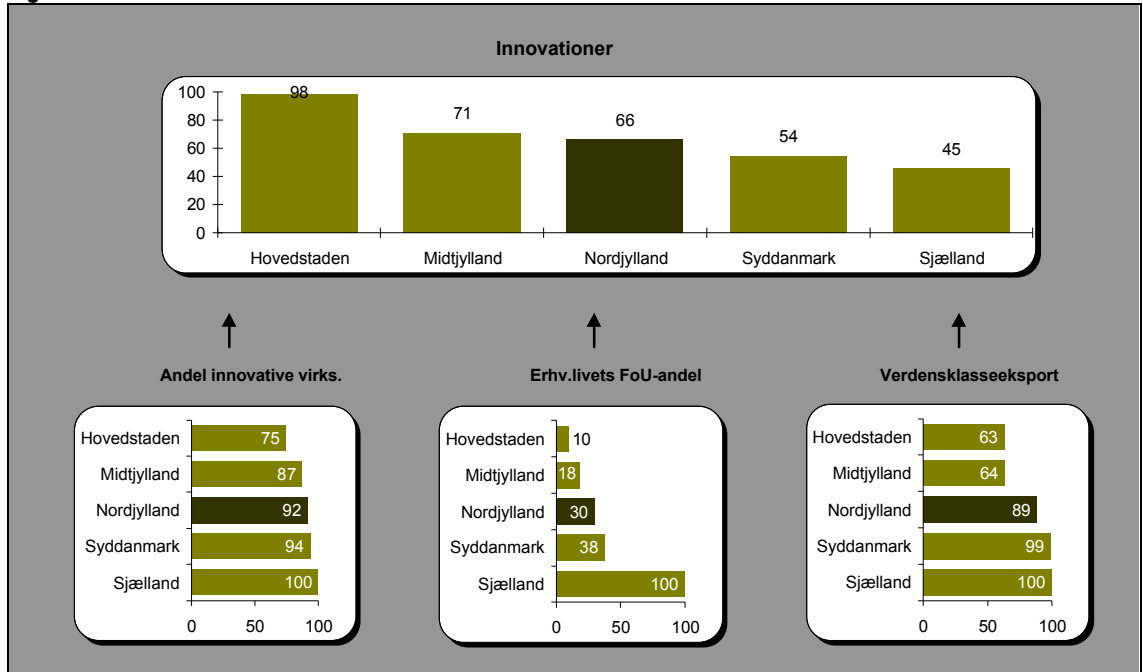 Innovationer
100
80
60
40
20
0
98
71
66
54
45
Hovedstaden Midtjylland Nordjylland Syddanmark Sjælland
Andel innovative virks.
Hovedstaden 75
Midtjylland 87
Nordjylland 92
Syddanmark 94
Sjælland 100
0 50 100
Erhv.livets FoU-andel
Hovedstaden 10
Midtjylland 18
Nordjylland 30
Syddanmark 38
Sjælland 100
0 50 100
Verdensklasseeksport
Hovedstaden 63
Midtjylland 64
Nordjylland 89
Syddanmark 99
Sjælland 100
0 50 100